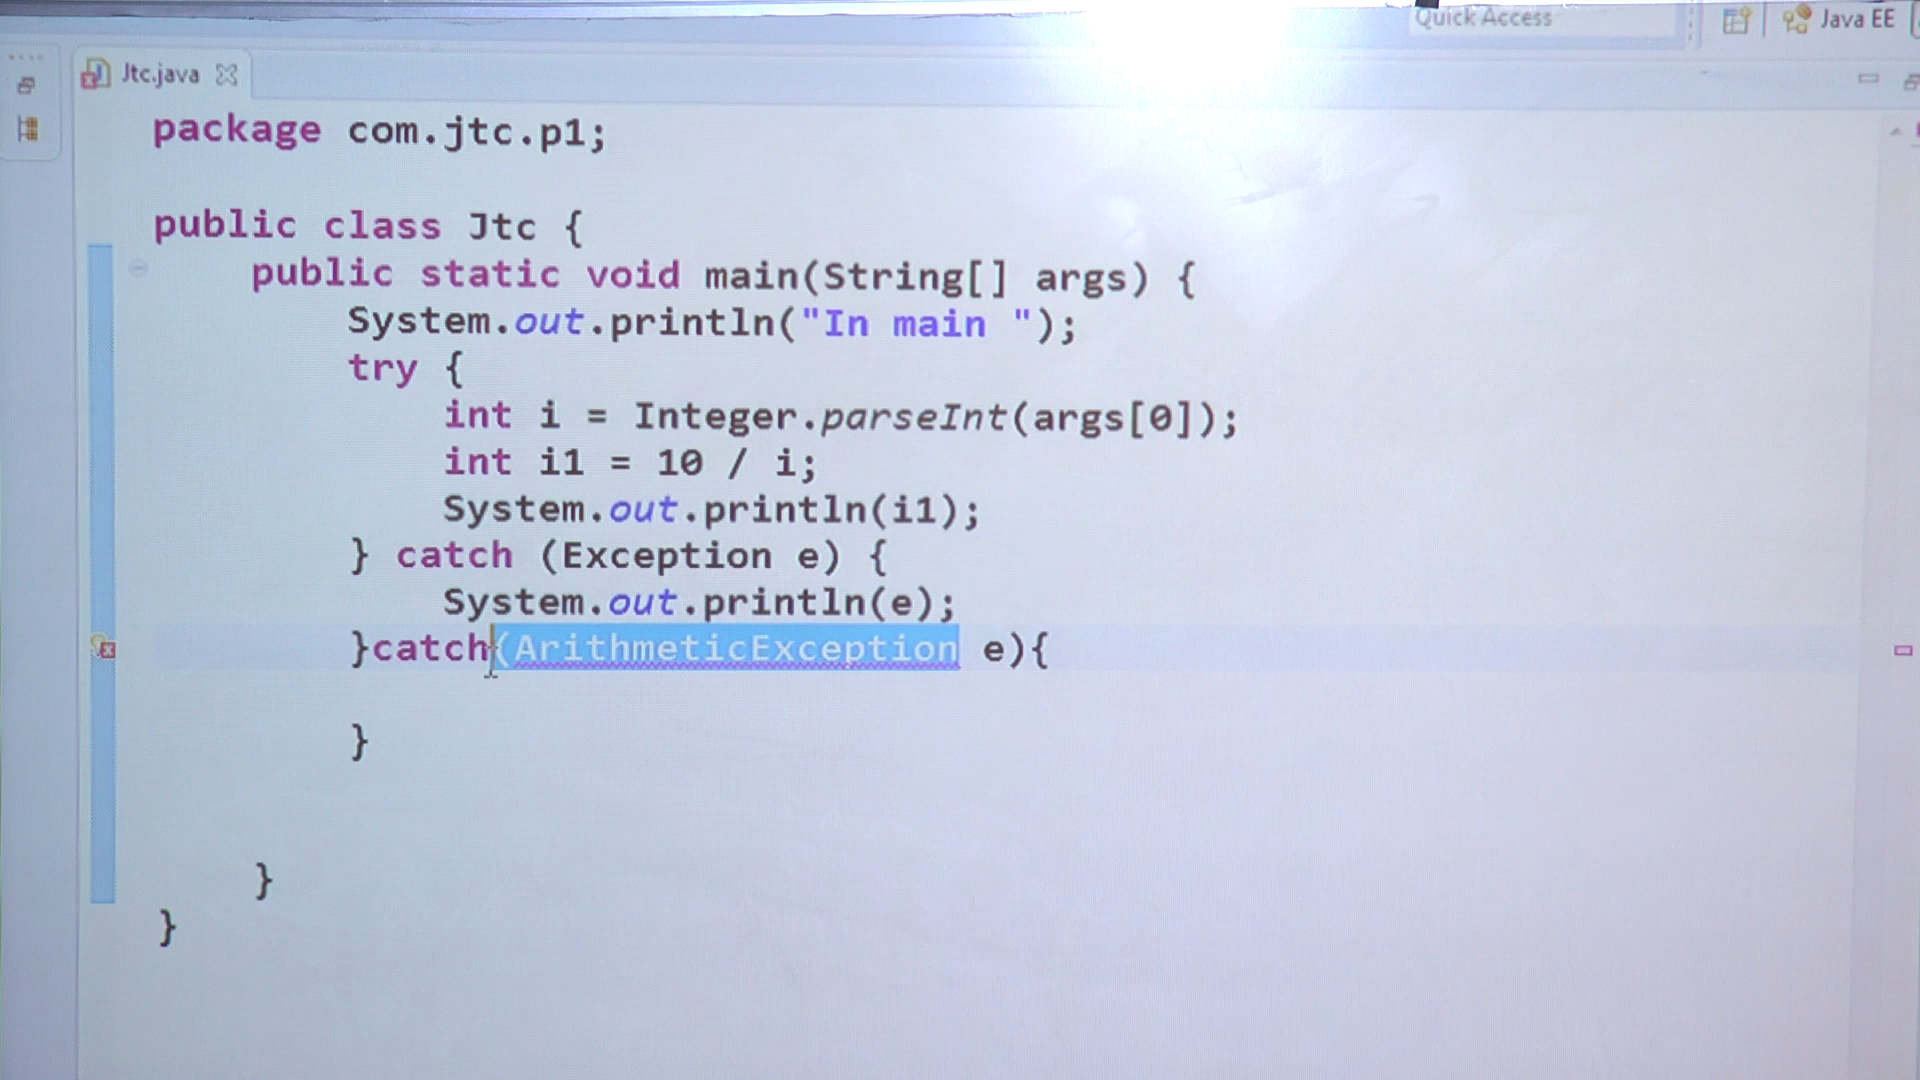 Quick Access
Java EE
Jtc.java
package com.jtc.p1;
public class Jtc {
public static void main(String[] args) {
System.out.println("In main ");
try {
int i = Integer.parseInt(args[0]);
int i1 = 10 / i;
System.out.println(i1);
} catch (Exception e) {
System.out.println(e);
}catch(ArithmeticException e){
}
}
}